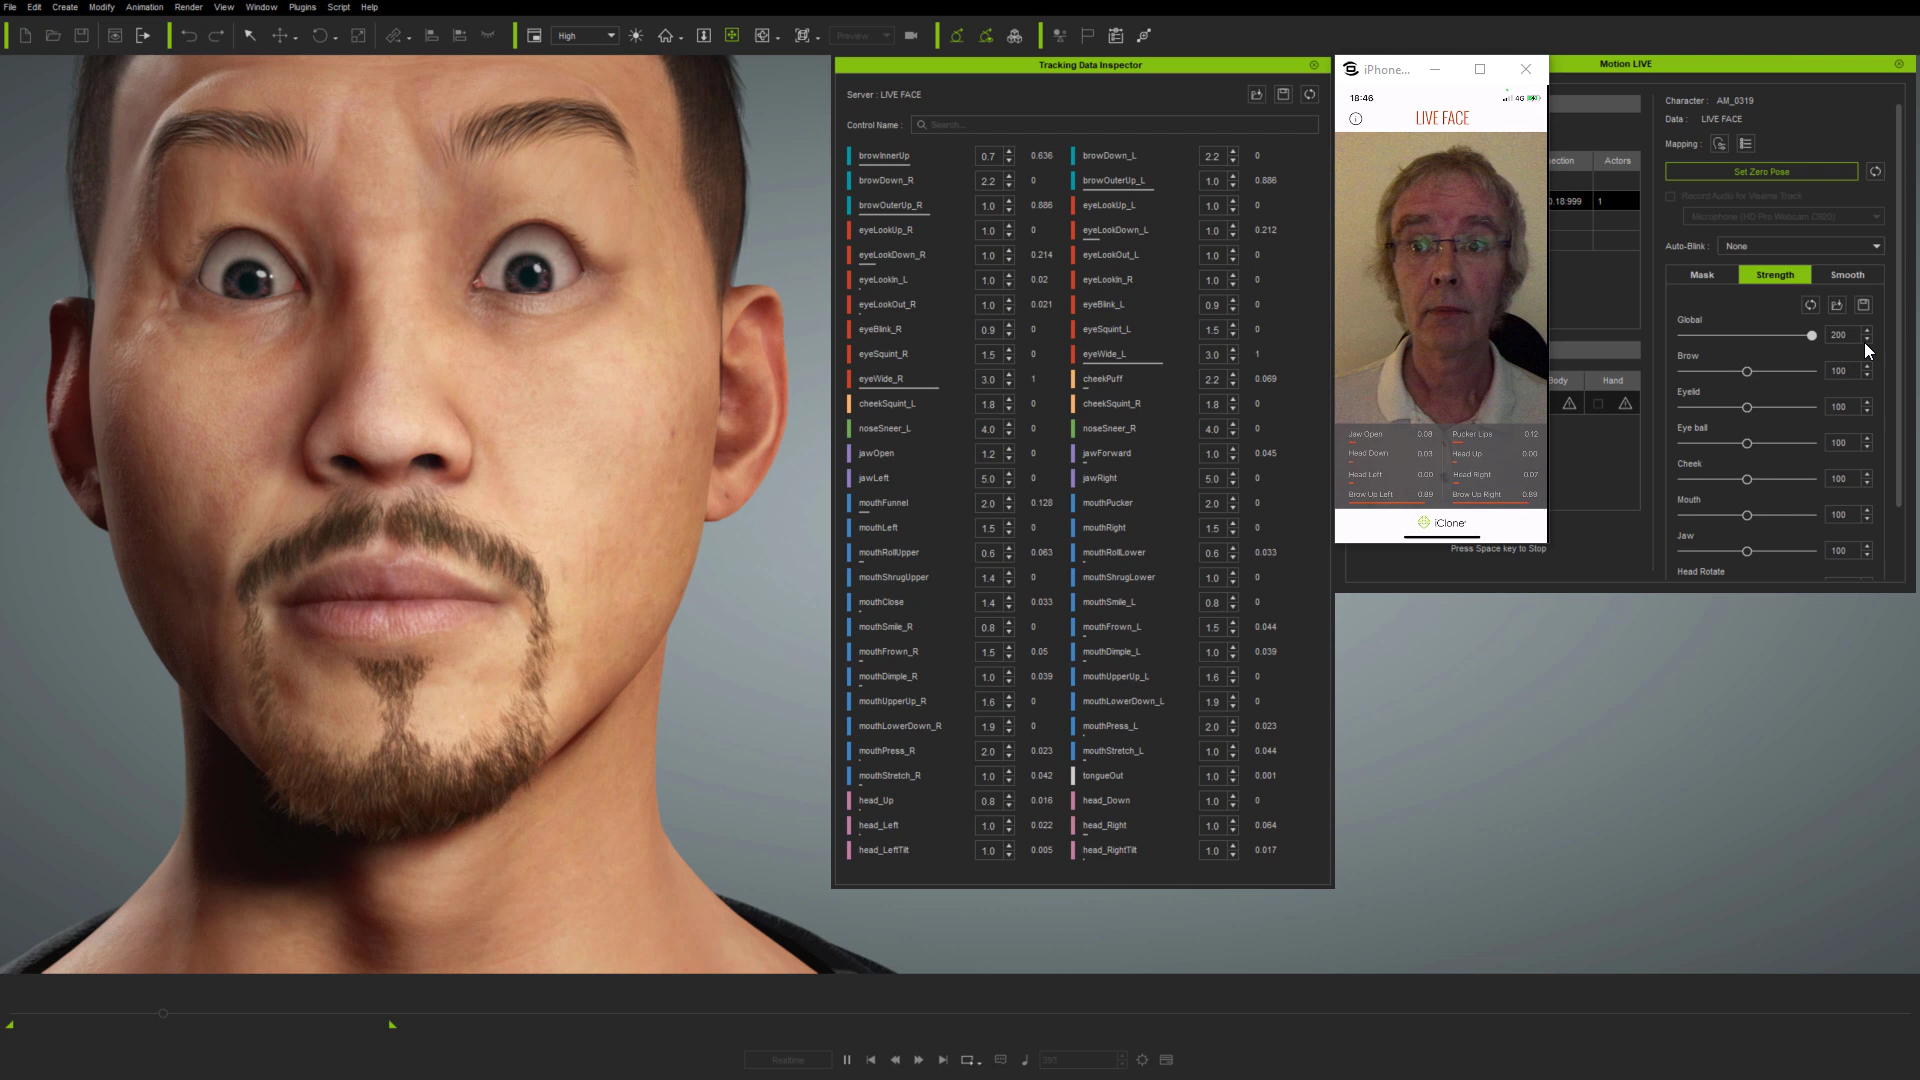 File Edit Create Modify Animation Render View Window Plugins Script Help
High
Preview
Tracking Data Inspector
Server : LIVE FACE
Control Name : Search...
browInnerUp 0.7 0.636 browDown_L 2.2 0
browDown_R 2.2 0 browOuterUp_L 1.0 0.886
browOuterUp_R 1.0 0.886 eyeLookUp_L 1.0 0
eyeLookUp_R 1.0 0 eyeLookDown_L 1.0 0.212
eyeLookDown_R 1.0 0.214 eyeLookOut_L 1.0 0
eyeLookIn_L 1.0 0.02 eyeLookIn_R 1.0 0
eyeLookOut_R 1.0 0.021 eyeBlink_L 0.9 0
eyeBlink_R 0.9 0 eyeSquint_L 1.5 0
eyeSquint_R 1.5 0 eyeWide_L 3.0 1
eyeWide_R 3.0 1 cheekPuff 2.2 0.069
cheekSquint_L 1.8 0 cheekSquint_R 1.8 0
noseSneer_L 4.0 0 noseSneer_R 4.0 0
jawOpen 1.2 0 jawForward 1.0 0.045
jawLeft 5.0 0 jawRight 5.0 0
mouthFunnel 2.0 0.128 mouthPucker 2.0 0
mouthLeft 1.5 0 mouthRight 1.5 0
mouthRollUpper 0.6 0.063 mouthRollLower 0.6 0.033
mouthShrugUpper 1.4 0 mouthShrugLower 1.0 0
mouthClose 1.4 0.033 mouthSmile_L 0.8 0
mouthSmile_R 0.8 0 mouthFrown_L 1.5 0.044
mouthFrown_R 1.5 0.05 mouthDimple_L 1.0 0.039
mouthDimple_R 1.0 0.039 mouthUpperUp_L 1.6 0
mouthUpperUp_R 1.6 0 mouthLowerDown_L 1.9 0
mouthLowerDown_R 1.9 0 mouthPress_L 2.0 0.023
mouthPress_R 2.0 0.023 mouthStretch_L 1.0 0.044
mouthStretch_R 1.0 0.042 tongueOut 1.0 0.001
head_Up 0.8 0.016 head_Down 1.0 0
head_Left 1.0 0.022 head_Right 1.0 0.064
head_LeftTilt 1.0 0.005 head_RightTilt 1.0 0.017
iPhone...
18:46 4G
LIVE FACE
Jaw Open 0.08 Pucker Lips 0.12
Head Down 0.03 Head Up 0.00
Head Left 0.00 Head Right 0.07
Brow Up Left 0.89 Brow Up Right 0.89
iClone
Motion LIVE
Actors
0.18:999 1
Body Hand
Press Space key to Stop
Character : AM_0319
Data : LIVE FACE
Mapping :
Set Zero Pose
Record Audio for Viseme Track
Microphone (HD Pro Webcam C920)
Auto-Blink : None
Mask Strength Smooth
Global
200
Brow
100
Eyelid
100
Eye ball
100
Cheek
100
Mouth
100
Jaw
100
Head Rotate
Realtime
393